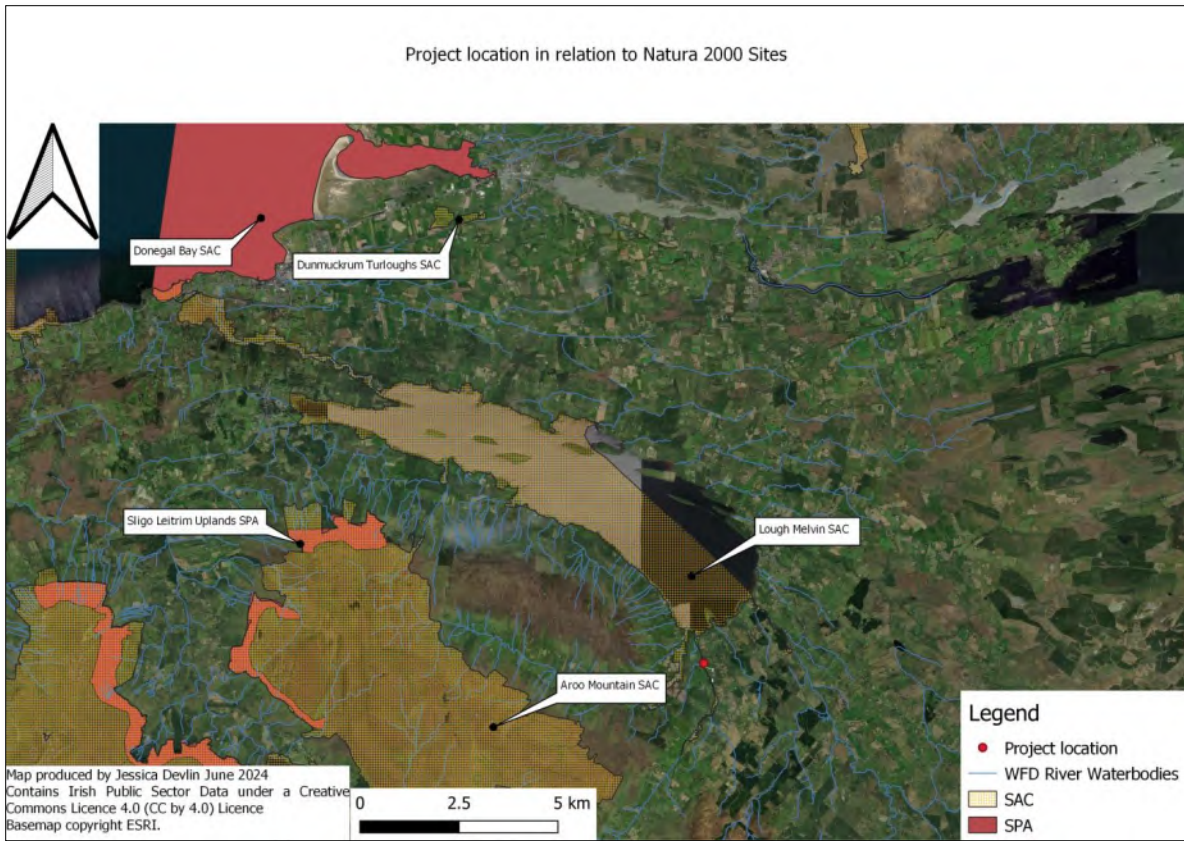 Project location in relation to Natura 2000 Sites
Donegal Bay SAC
Dunmuckrum Turloughs SAC
Sligo Leitrim Uplands SPA
Lough Melvin SAC
Aroo Mountain SAC
Legend
Project location
WFD River Waterbodies
SAC
SPA
Map produced by Jessica Devlin June 2024
Contains Irish Public Sector Data under a Creative
Commons Licence 4.0 (CC by 4.0) Licence
Basemap copyright ESRI.
0 2.5 5 km